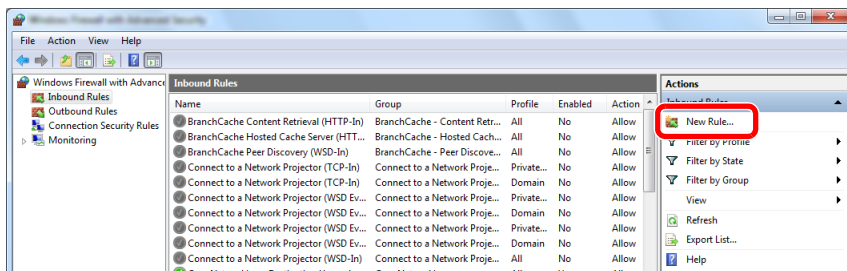 Windows Firewall with Advanced Security
File Action View Help
Windows Firewall with Advance
Inbound Rules
Outbound Rules
Connection Security Rules
Monitoring
Inbound Rules
Name Group Profile Enabled Action
BranchCache Content Retrieval (HTTP-In) BranchCache - Content Retr... All No Allow
BranchCache Hosted Cache Server (HTT... BranchCache - Hosted Cach... All No Allow
BranchCache Peer Discovery (WSD-In) BranchCache - Peer Discove... All No Allow
Connect to a Network Projector (TCP-In) Connect to a Network Proje... Private... No Allow
Connect to a Network Projector (TCP-In) Connect to a Network Proje... Domain No Allow
Connect to a Network Projector (WSD Ev... Connect to a Network Proje... Private... No Allow
Connect to a Network Projector (WSD Ev... Connect to a Network Proje... Domain No Allow
Connect to a Network Projector (WSD Ev... Connect to a Network Proje... Private... No Allow
Connect to a Network Projector (WSD Ev... Connect to a Network Proje... Domain No Allow
Connect to a Network Projector (WSD-In) Connect to a Network Proje... All No Allow
Actions
Inbound Rules
New Rule...
Filter by Profile
Filter by State
Filter by Group
View
Refresh
Export List...
Help